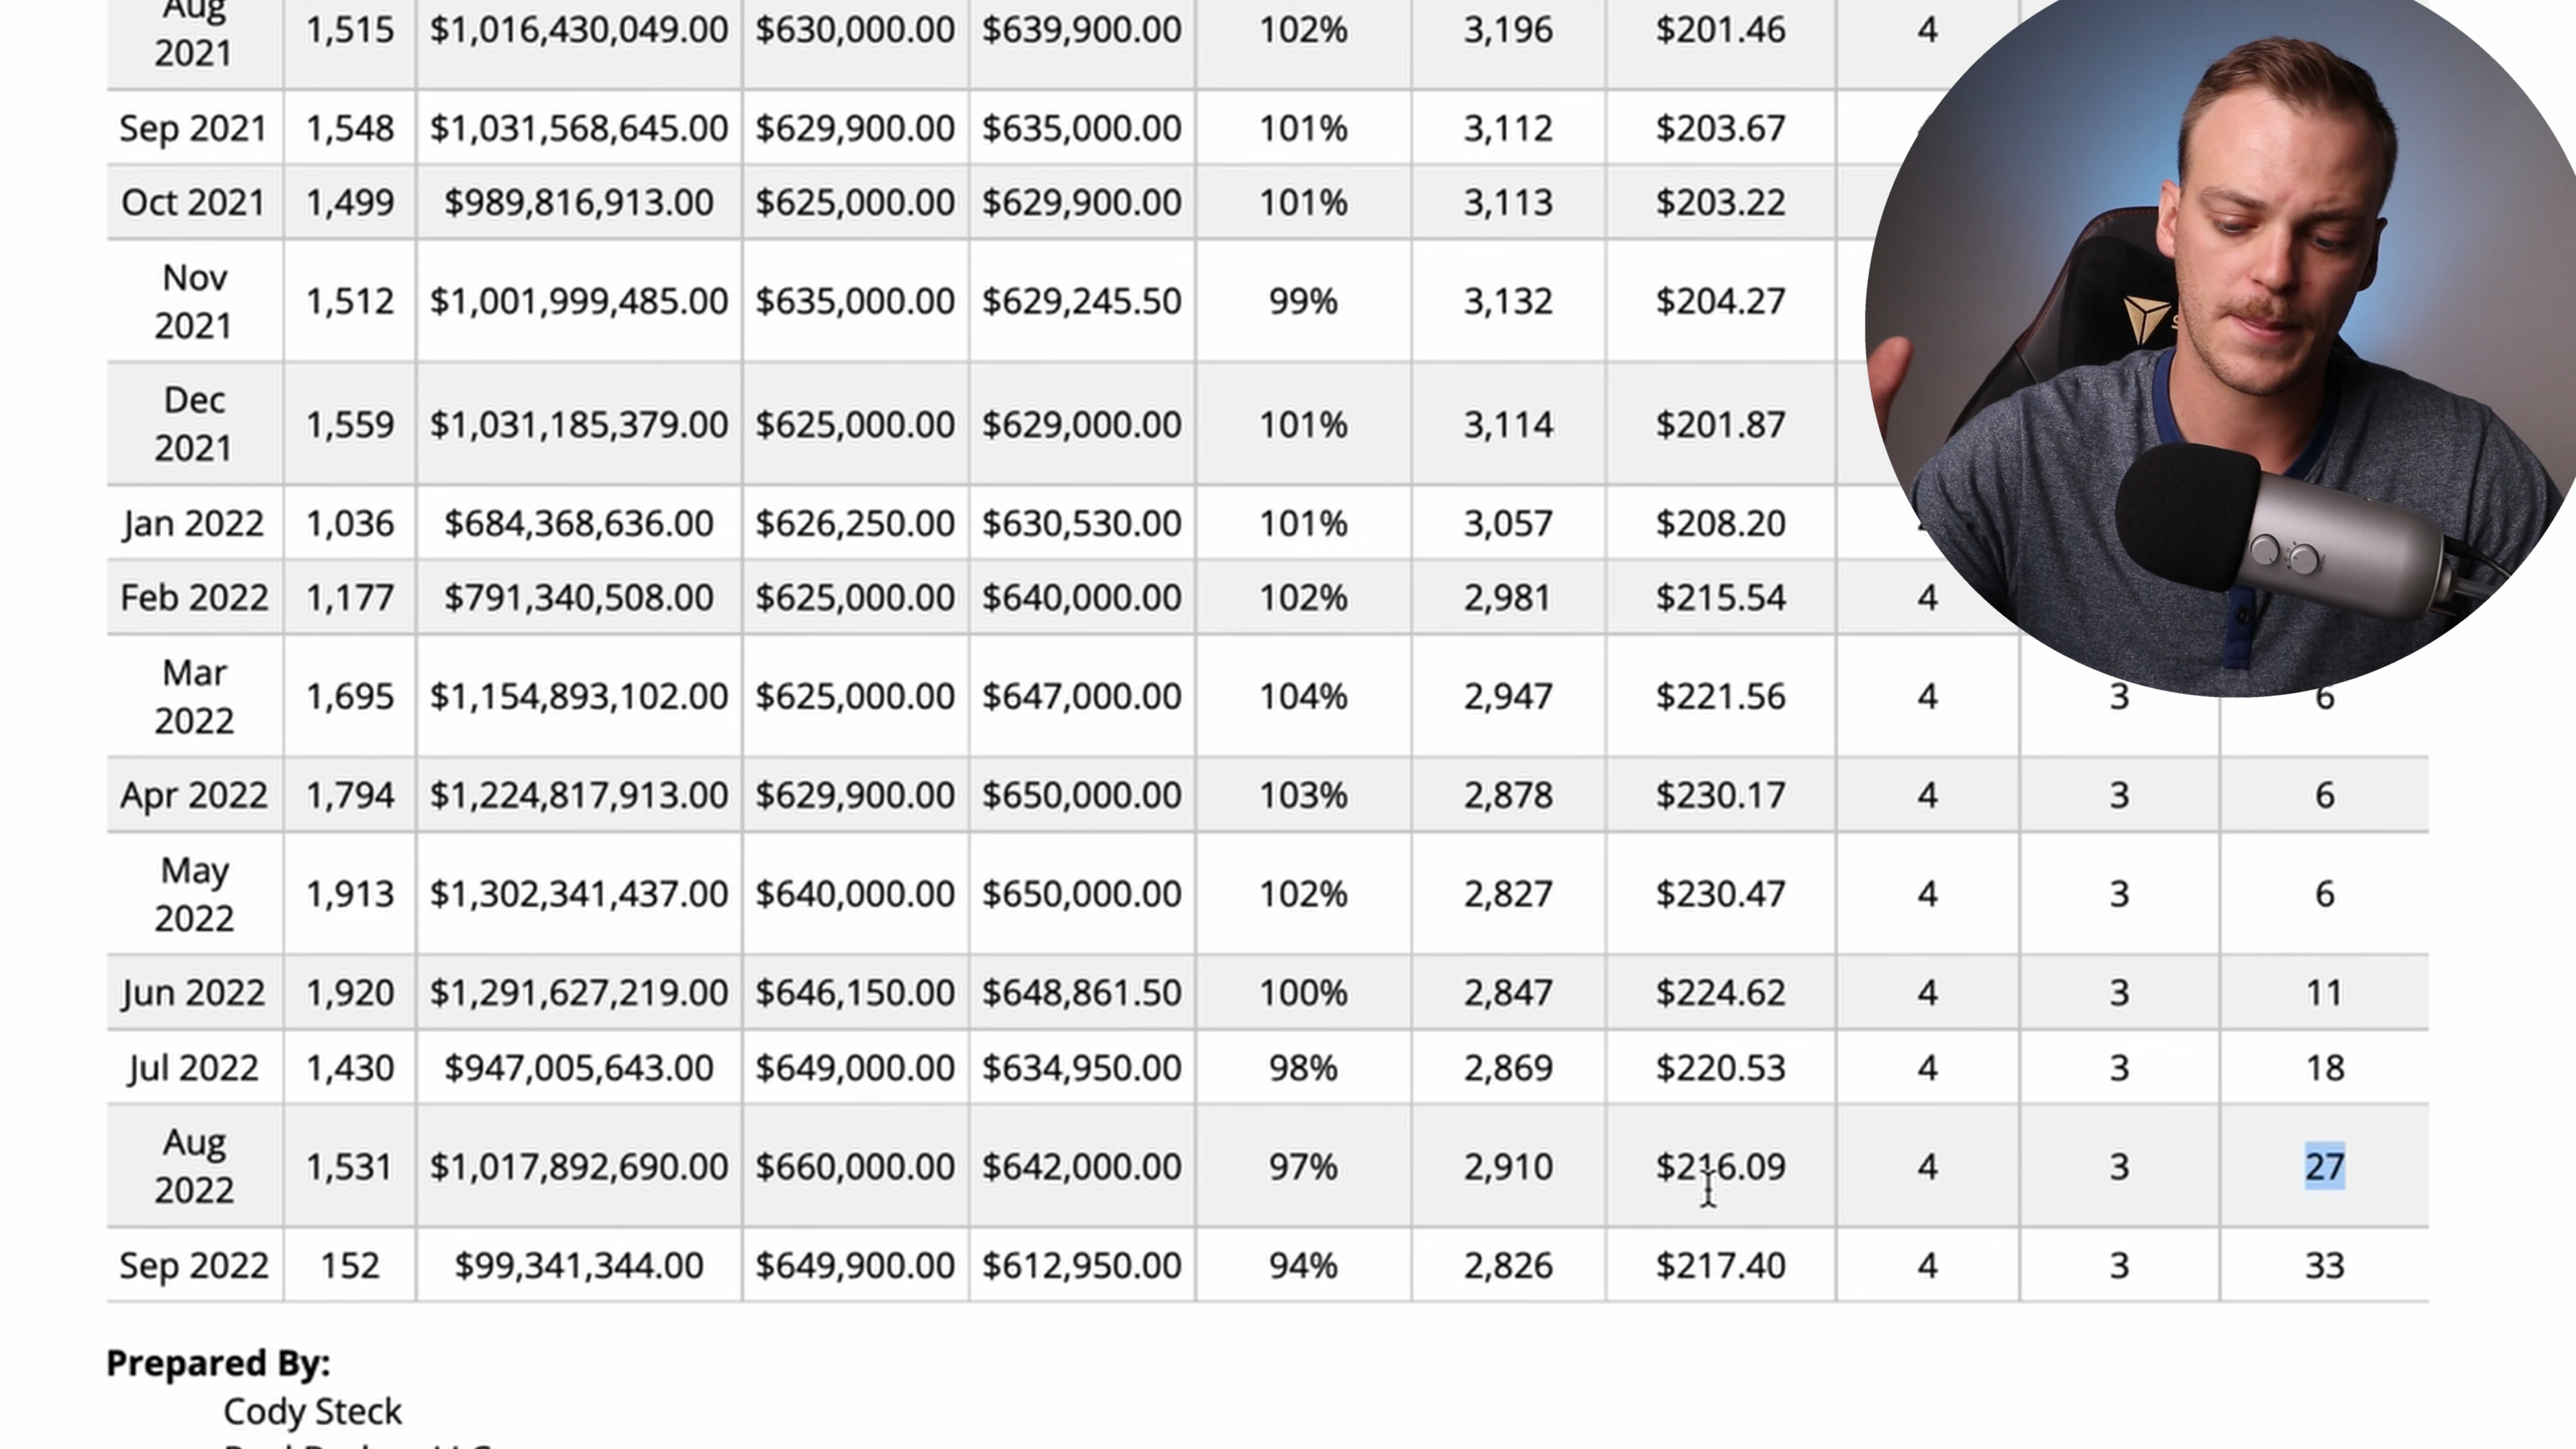 Aug
2021 1,515 $1,016,430,049.00 $630,000.00 $639,900.00 102% 3,196 $201.46 4
Sep 2021 1,548 $1,031,568,645.00 $629,900.00 $635,000.00 101% 3,112 $203.67
Oct 2021 1,499 $989,816,913.00 $625,000.00 $629,900.00 101% 3,113 $203.22
Nov
2021 1,512 $1,001,999,485.00 $635,000.00 $629,245.50 99% 3,132 $204.27
Dec
2021 1,559 $1,031,185,379.00 $625,000.00 $629,000.00 101% 3,114 $201.87
Jan 2022 1,036 $684,368,636.00 $626,250.00 $630,530.00 101% 3,057 $208.20
Feb 2022 1,177 $791,340,508.00 $625,000.00 $640,000.00 102% 2,981 $215.54 4
Mar
2022 1,695 $1,154,893,102.00 $625,000.00 $647,000.00 104% 2,947 $221.56 4 3 6
Apr 2022 1,794 $1,224,817,913.00 $629,900.00 $650,000.00 103% 2,878 $230.17 4 3 6
May
2022 1,913 $1,302,341,437.00 $640,000.00 $650,000.00 102% 2,827 $230.47 4 3 6
Jun 2022 1,920 $1,291,627,219.00 $646,150.00 $648,861.50 100% 2,847 $224.62 4 3 11
Jul 2022 1,430 $947,005,643.00 $649,000.00 $634,950.00 98% 2,869 $220.53 4 3 18
Aug
2022 1,531 $1,017,892,690.00 $660,000.00 $642,000.00 97% 2,910 $216.09 4 3 27
Sep 2022 152 $99,341,344.00 $649,900.00 $612,950.00 94% 2,826 $217.40 4 3 33
Prepared By:
Cody Steck